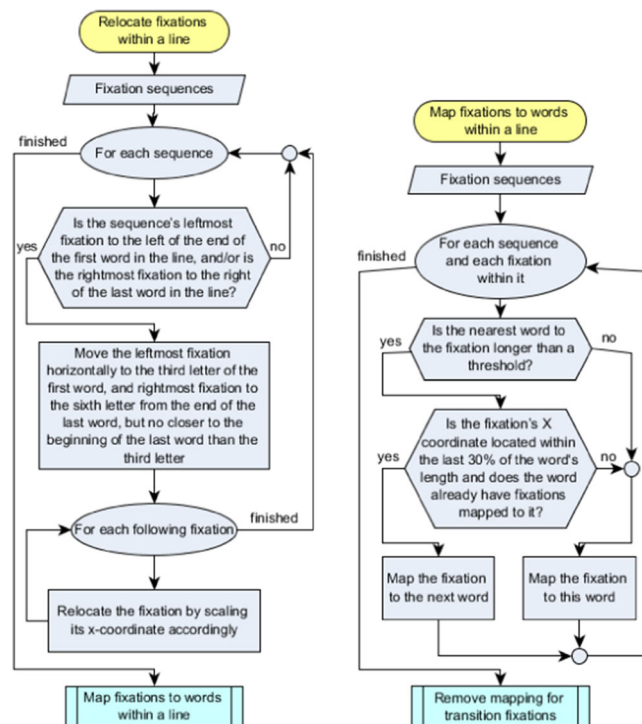 Relocate fixations
within a line
Fixation sequences
finished
For each sequence
yes
Is the sequence's leftmost
fixation to the left of the end of
the first word in the line, and/or is
the rightmost fixation to the right
of the last word in the line?
no
Move the leftmost fixation
horizontally to the third letter of the
first word, and rightmost fixation to
the sixth letter from the end of the
last word, but no closer to the
beginning of the last word than the
third letter
For each following fixation
finished
Relocate the fixation by scaling
its x-coordinate accordingly
Map fixations to words
within a line
Map fixations to words
within a line
Fixation sequences
finished
For each sequence
and each fixation
within it
yes
Is the nearest word to
the fixation longer than a
threshold?
no
yes
Is the fixation's X
coordinate located within
the last 30% of the word's
length and does the word
already have fixations
mapped to it?
no
Map the fixation
to the next word
Map the fixation
to this word
Remove mapping for
transition fixations